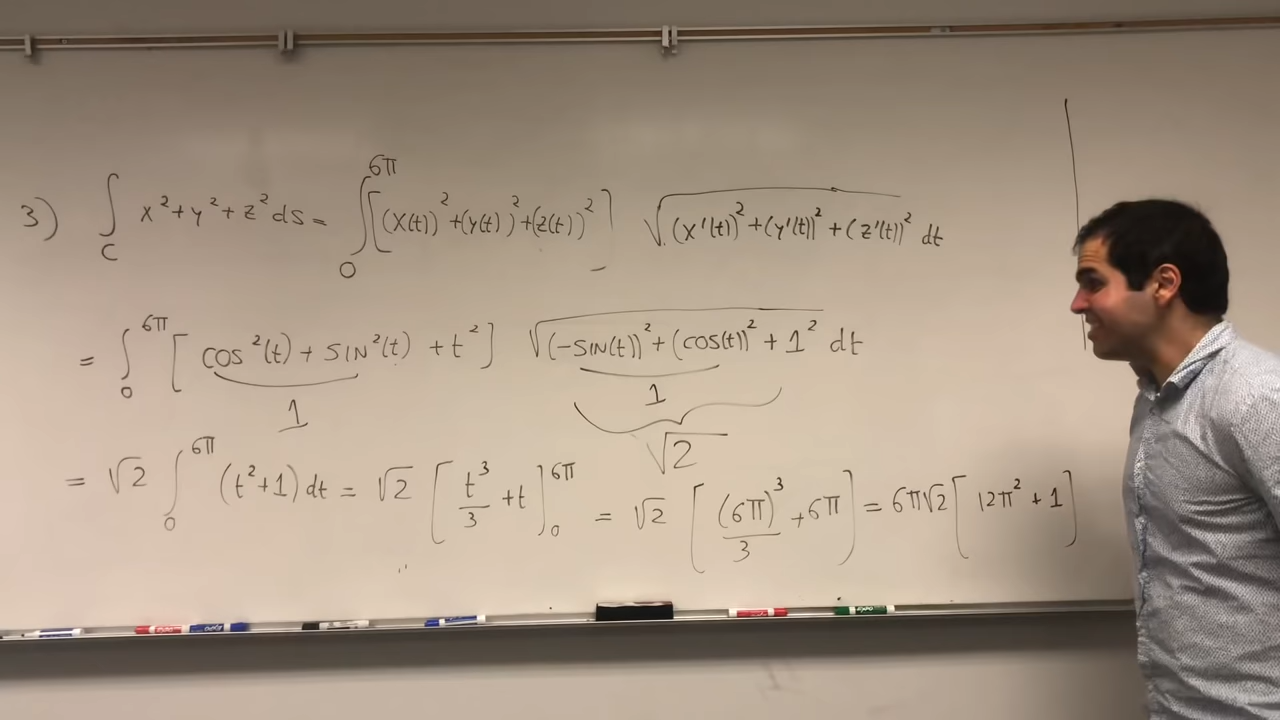 3) ∫_C x²+y²+z² ds = ∫_0^{6π} [(x(t))²+(y(t))²+(z(t))²] √((x'(t))²+(y'(t))²+(z'(t))²) dt
= ∫_0^{6π} [cos²(t)+sin²(t)+t²] √((-sin(t))²+(cos(t))²+1²) dt
1 1
√2
= √2 ∫_0^{6π} (t²+1) dt = √2 [t³/3 +t]_0^{6π} = √2 [(6π)³/3 +6π] = 6π√2 [12π²+1]
EXPO